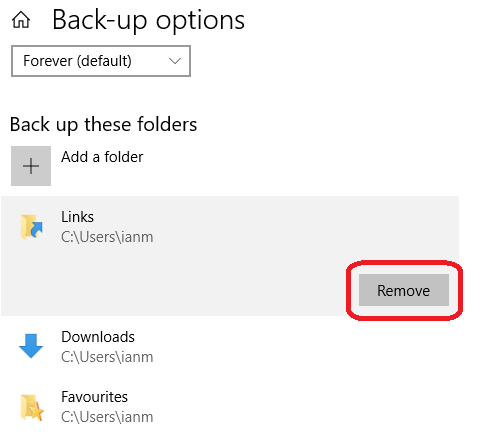 Back-up options
Forever (default)
Back up these folders
Add a folder
Links
C:\Users\ianm
Remove
Downloads
C:\Users\ianm
Favourites
C:\Users\ianm